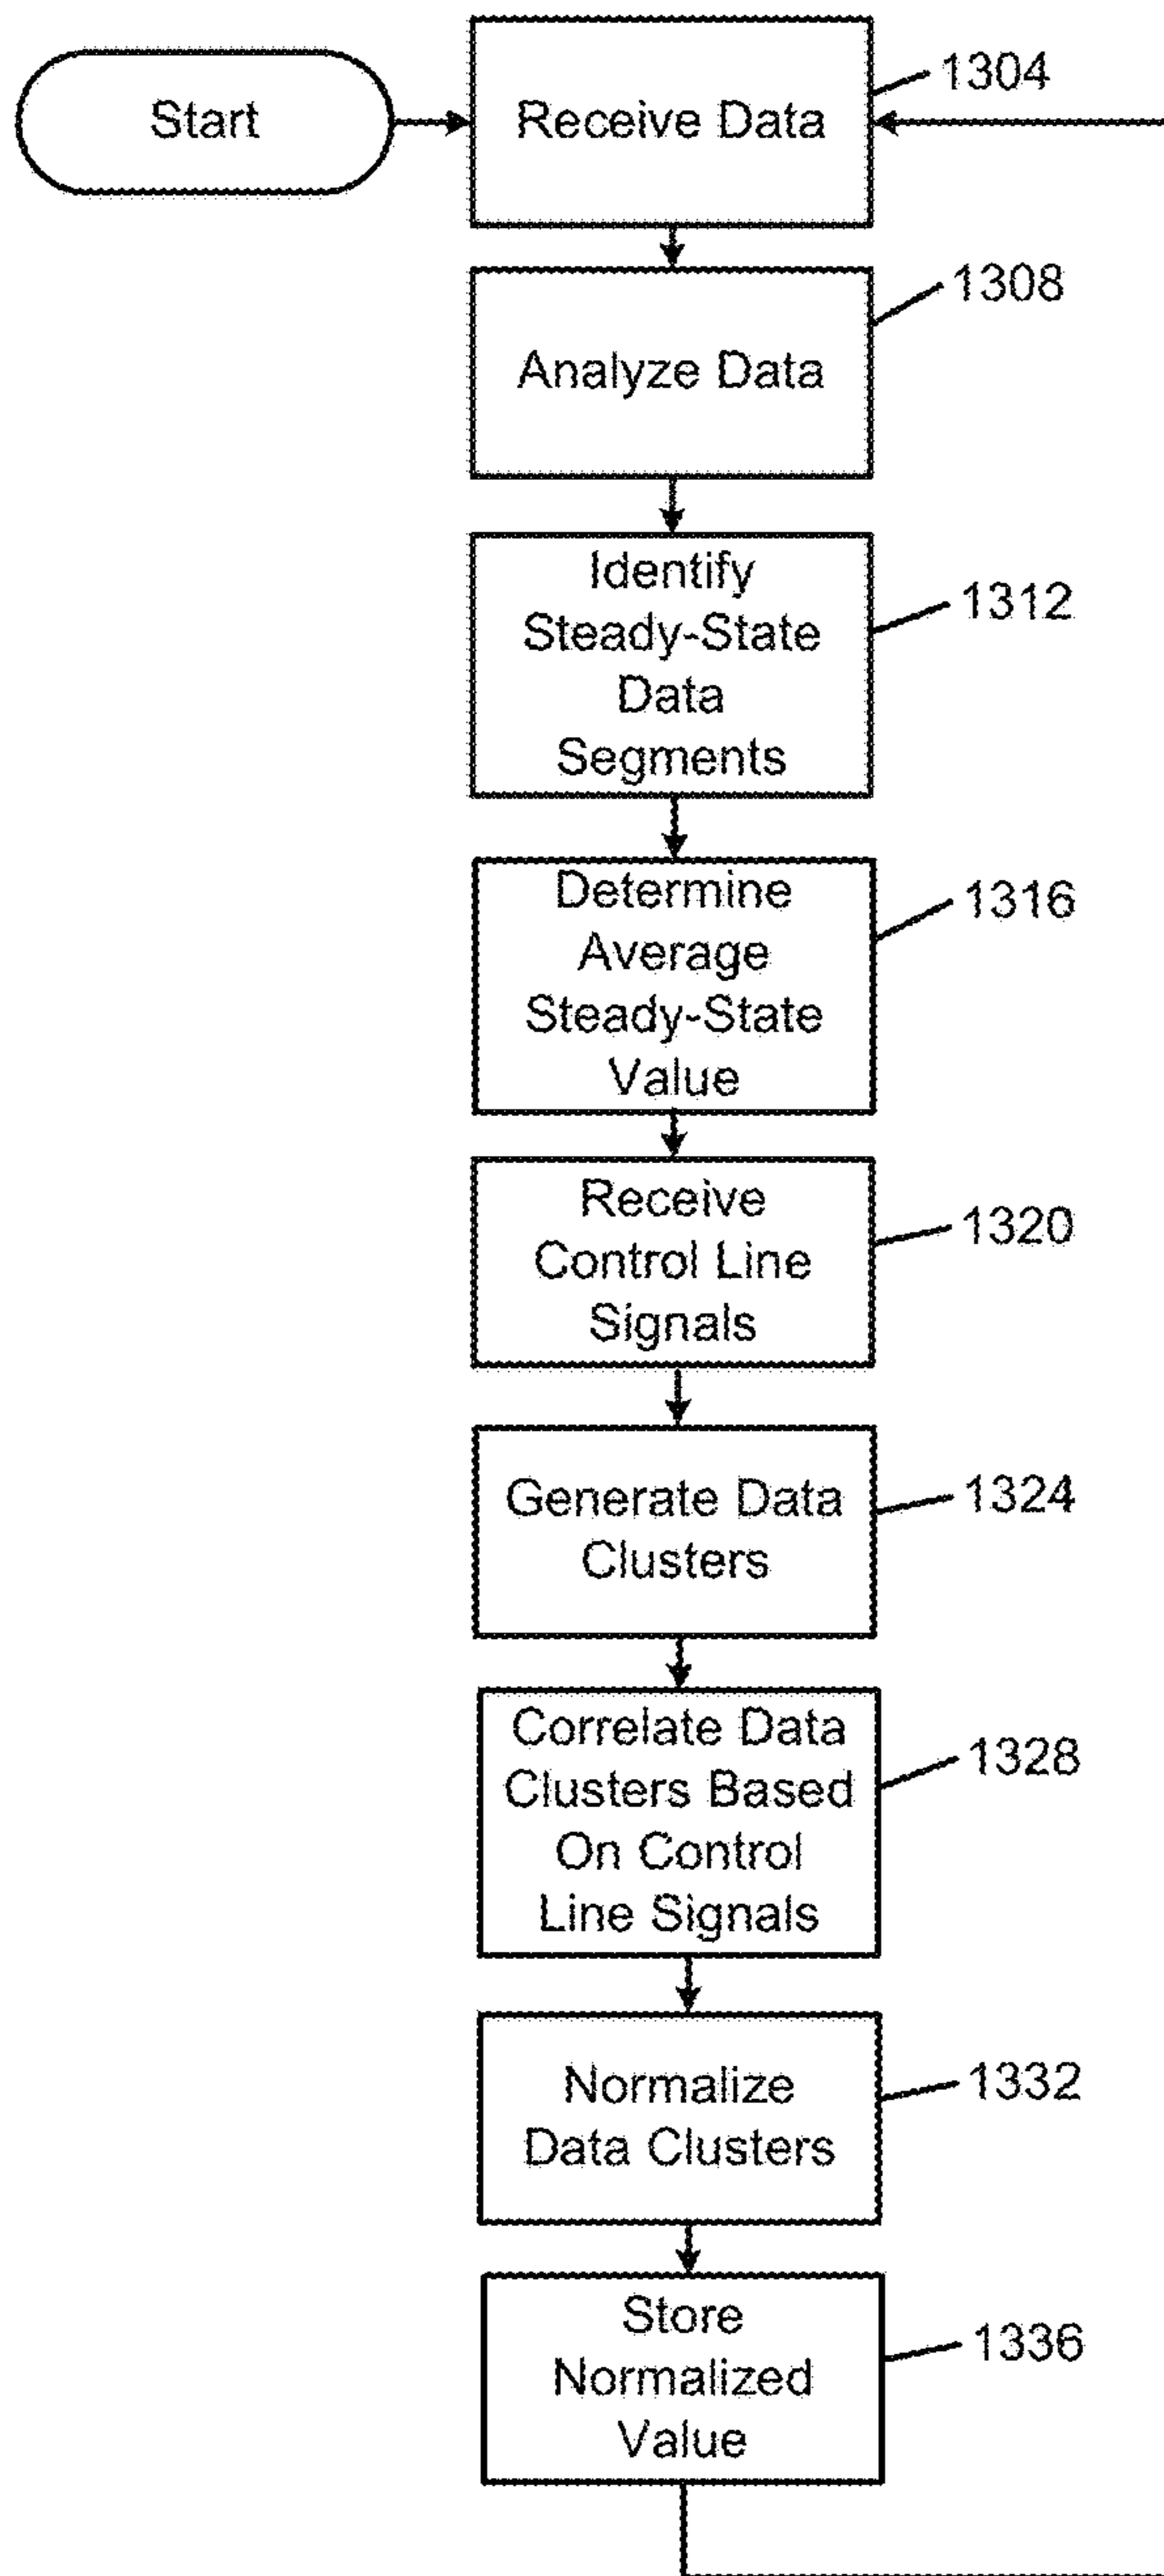 Start
Receive Data
1304
Analyze Data
1308
Identify
Steady-State
Data
Segments
1312
Determine
Average
Steady-State
Value
1316
Receive
Control Line
Signals
1320
Generate Data
Clusters
1324
Correlate Data
Clusters Based
On Control
Line Signals
1328
Normalize
Data Clusters
1332
Store
Normalized
Value
1336